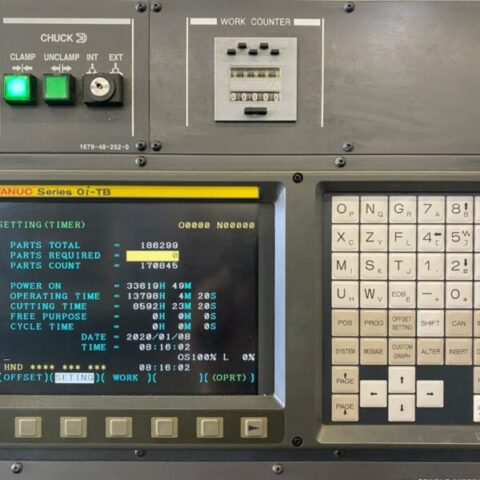 CHUCK
CLAMP UNCLAMP INT EXT
1679-46-252-0
WORK COUNTER
FANUC Series 0i-TB
SETTING(TIMER) O0000 N00000
PARTS TOTAL = 186299
PARTS REQUIRED = 0
PARTS COUNT = 170845
POWER ON = 33619H 49M
OPERATING TIME = 13798H 4M 20S
CUTTING TIME = 8592H 23M 20S
FREE PURPOSE = 0H 0M 0S
CYCLE TIME = 0H 0M 0S
DATE = 2020/01/08
TIME = 08:16:02
OS100% L 0%
HND **** *** *** 08:16:02
(OFFSET)(SETING)( WORK )( )( (OPRT) )
OP NQ GR 7A 8B
XC ZY FL 4[ 5]
MI SK TJ 1, 2#
UH WV EOB E - + 0*
POS PROG OFFSET SETTING SHIFT CAN
SYSTEM MESSAGE CUSTOM GRAPH ALTER INSERT
PAGE
PAGE